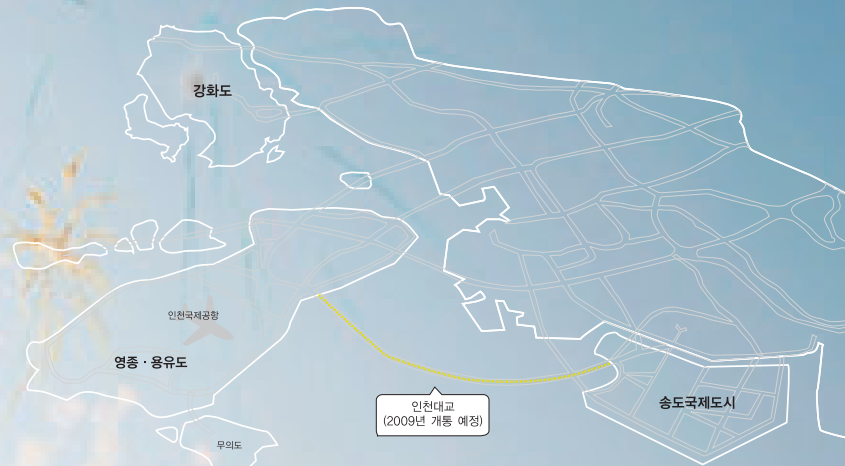 강화도
인천국제공항
영종 · 용유도
인천대교
(2009년 개통 예정)
송도국제도시
무의도